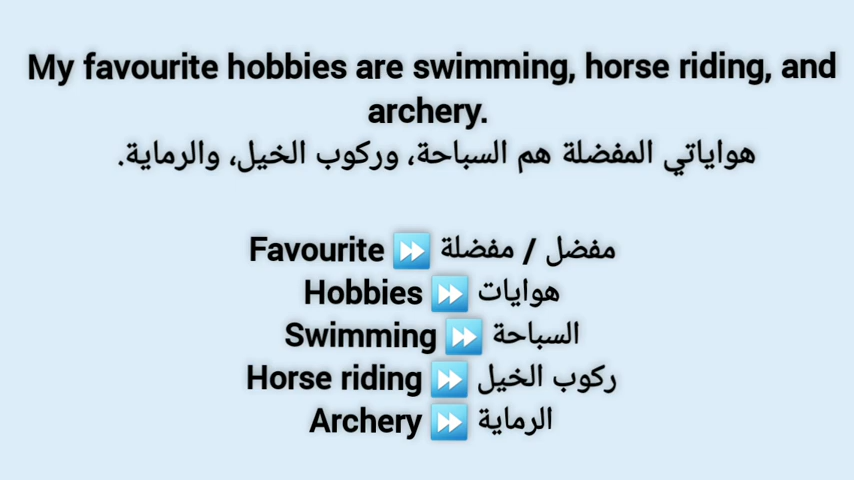 My favourite hobbies are swimming, horse riding, and
archery.
هواياتي المفضلة هم السباحة، وركوب الخيل، والرماية.
Favourite ⏩ مفضل / مفضلة
Hobbies ⏩ هوايات
Swimming ⏩ السباحة
Horse riding ⏩ ركوب الخيل
Archery ⏩ الرماية